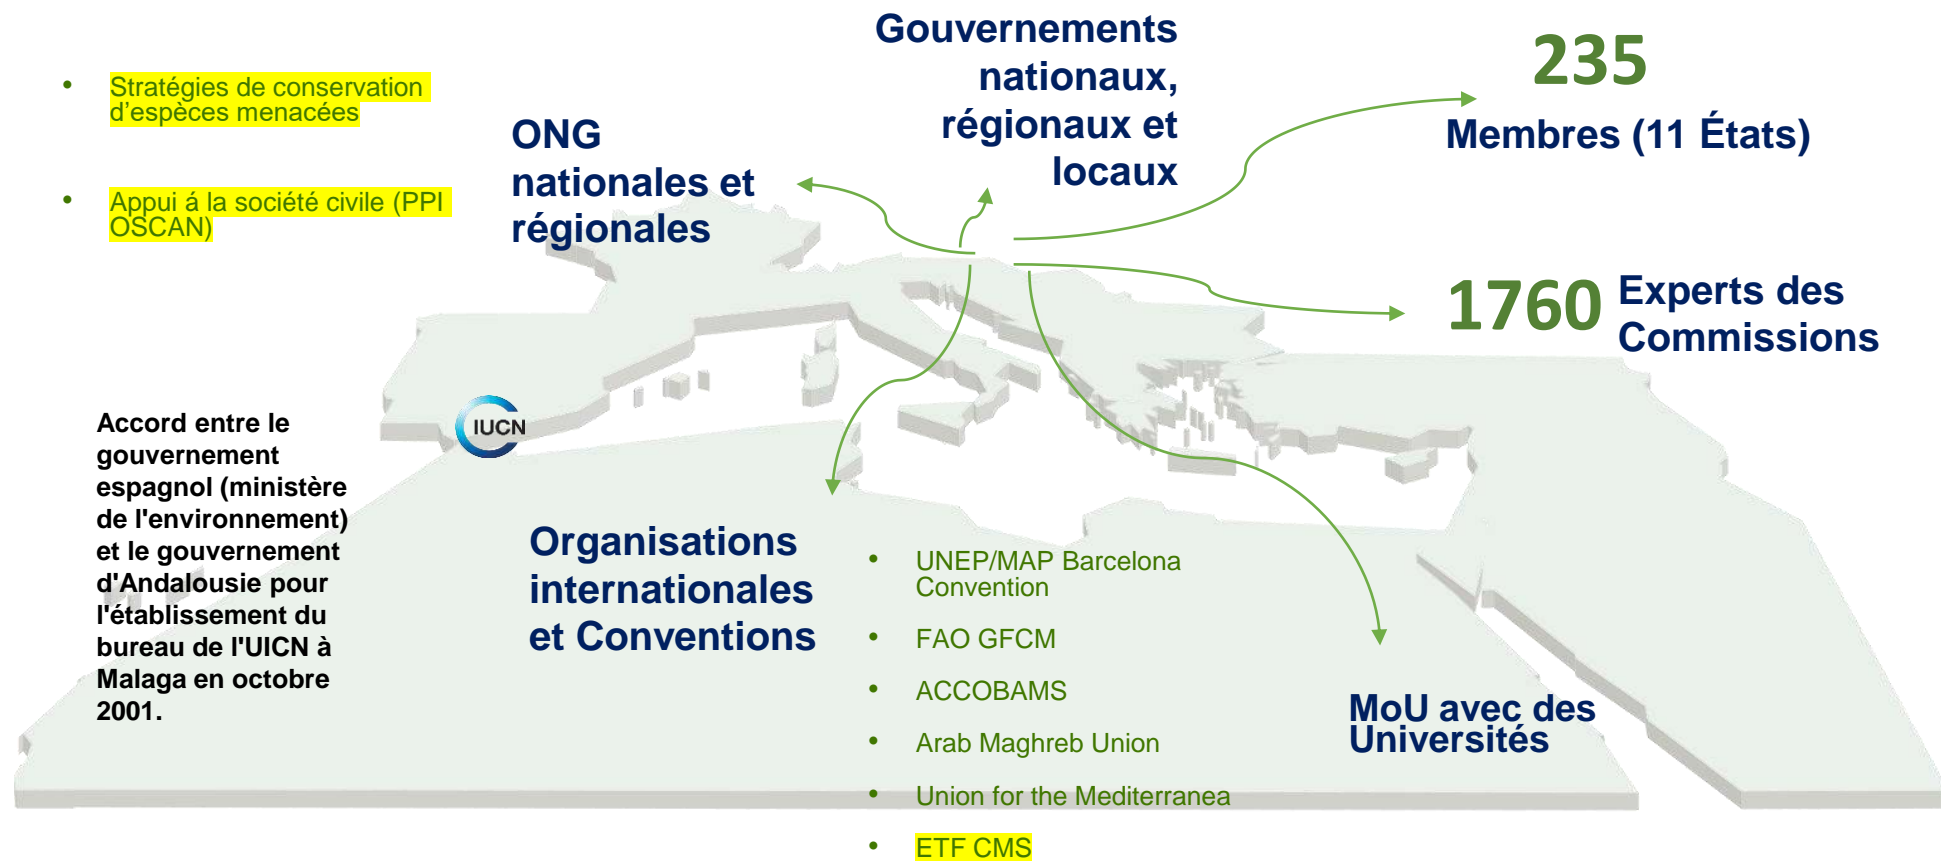 • Stratégies de conservation
d’espèces menacées
• Appui á la société civile (PPI
OSCAN)
ONG
nationales et
régionales
Gouvernements
nationaux,
régionaux et
locaux
235
Membres (11 États)
1760
Experts des
Commissions
IUCN
Accord entre le
gouvernement
espagnol (ministère
de l'environnement)
et le gouvernement
d'Andalousie pour
l'établissement du
bureau de l'UICN à
Malaga en octobre
2001.
Organisations
internationales
et Conventions
• UNEP/MAP Barcelona
Convention
• FAO GFCM
• ACCOBAMS
• Arab Maghreb Union
• Union for the Mediterranea
• ETF CMS
MoU avec des
Universités